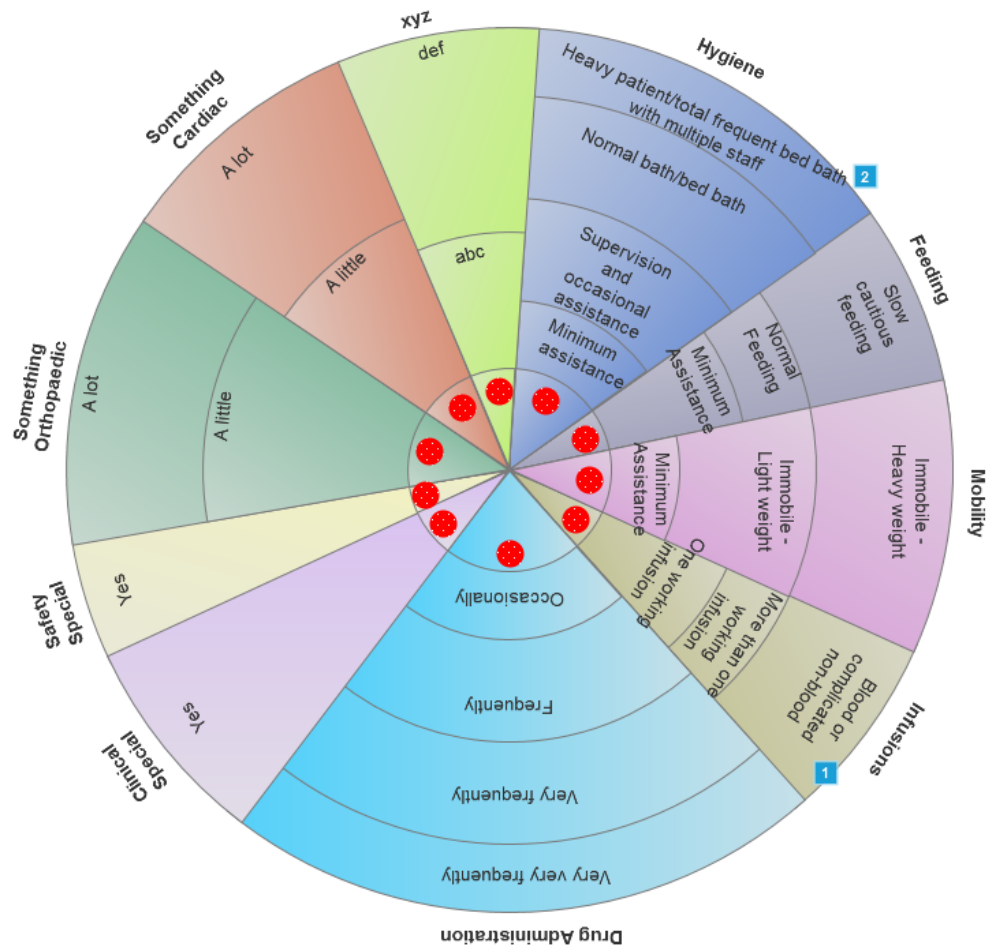 xyz
def
abc
Hygiene
Heavy patient/total frequent bed bath
with multiple staff
2
Normal bath/bed bath
Supervision
and
occasional
assistance
Minimum
assistance
Feeding
Slow
cautious
feeding
Normal
Feeding
Minimum
Assistance
Mobility
Immobile -
Heavy weight
Immobile -
Light weight
Minimum
Assistance
Infusions
Blood or
complicated
non-blood
1
More than one
working
infusion
One working
infusion
Drug Administration
Very very frequently
Very frequently
Frequently
Occasionally
Clinical
Special
Yes
Safety
Special
Yes
Something
Orthopaedic
A lot
A little
Something
Cardiac
A lot
A little